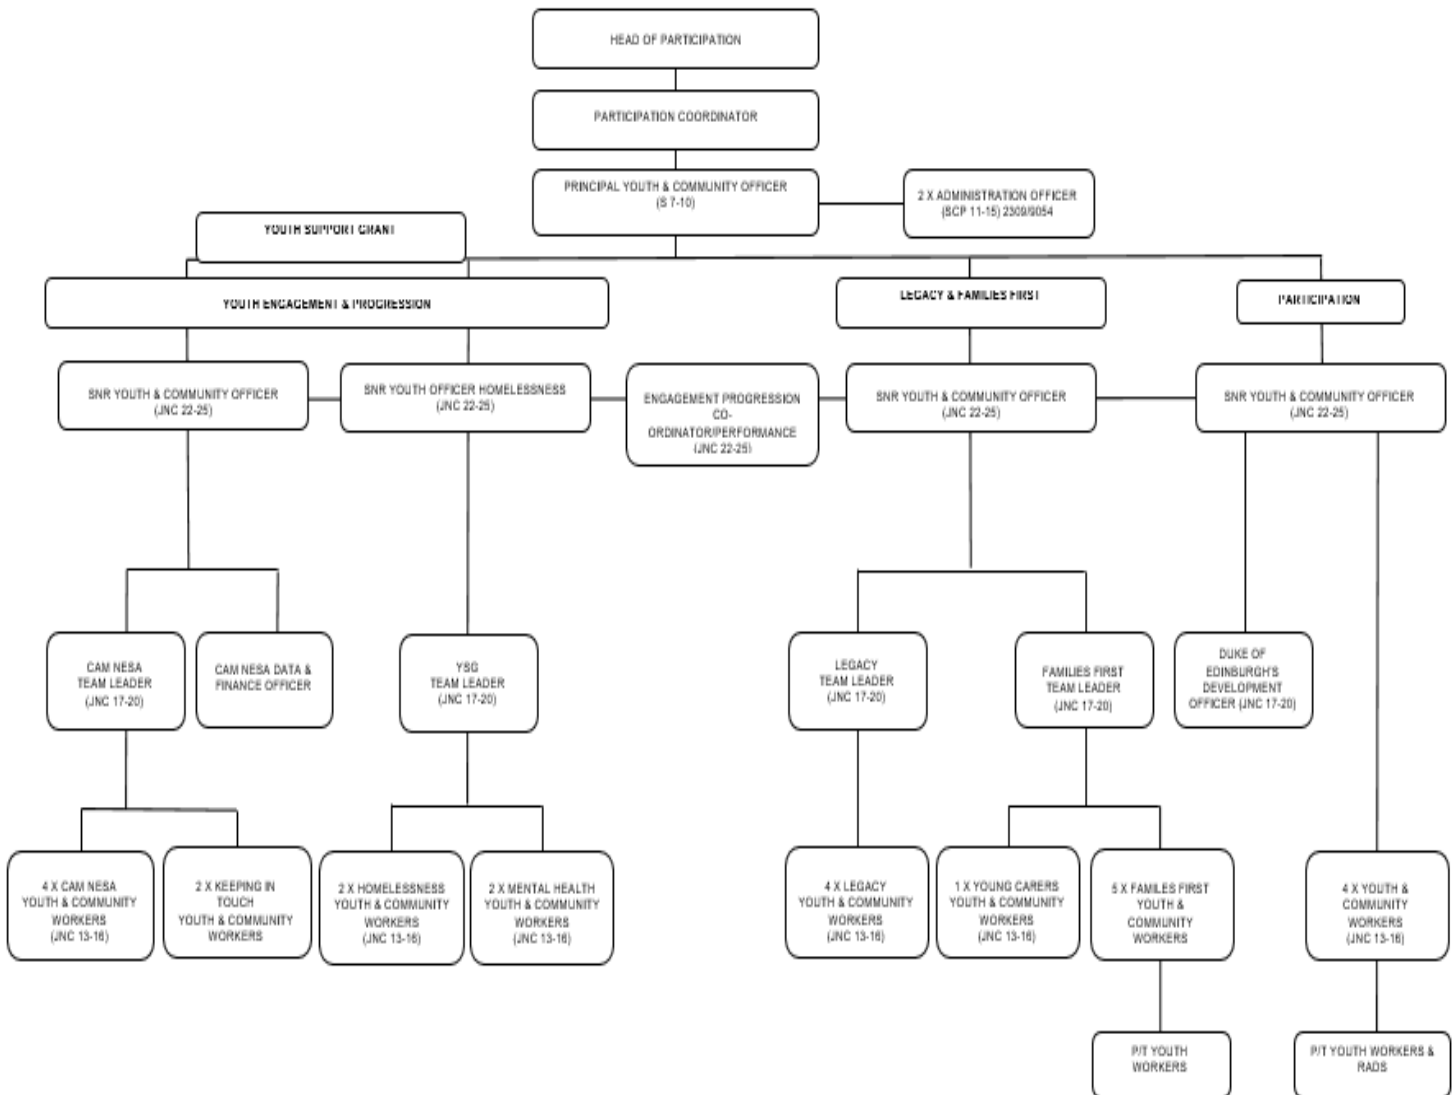 HEAD OF PARTICIPATION
PARTICIPATION COORDINATOR
PRINCIPAL YOUTH & COMMUNITY OFFICER
(S 7-10)
2 X ADMINISTRATION OFFICER
(SCP 11-15) 2309/9054
YOUTH SUPPORT GRANT
YOUTH ENGAGEMENT & PROGRESSION
LEGACY & FAMILIES FIRST
PARTICIPATION
SNR YOUTH & COMMUNITY OFFICER
(JNC 22-25)
SNR YOUTH OFFICER HOMELESSNESS
(JNC 22-25)
ENGAGEMENT PROGRESSION
CO-
ORDINATOR/PERFORMANCE
(JNC 22-25)
SNR YOUTH & COMMUNITY OFFICER
(JNC 22-25)
SNR YOUTH & COMMUNITY OFFICER
(JNC 22-25)
CAM NESA
TEAM LEADER
(JNC 17-20)
CAM NESA DATA &
FINANCE OFFICER
YSG
TEAM LEADER
(JNC 17-20)
LEGACY
TEAM LEADER
(JNC 17-20)
FAMILIES FIRST
TEAM LEADER
(JNC 17-20)
DUKE OF
EDINBURGH'S
DEVELOPMENT
OFFICER (JNC 17-20)
4 X CAM NESA
YOUTH & COMMUNITY
WORKERS
(JNC 13-16)
2 X KEEPING IN
TOUCH
YOUTH & COMMUNITY
WORKERS
2 X HOMELESSNESS
YOUTH & COMMUNITY
WORKERS
(JNC 13-16)
2 X MENTAL HEALTH
YOUTH & COMMUNITY
WORKERS
(JNC 13-16)
4 X LEGACY
YOUTH & COMMUNITY
WORKERS
(JNC 13-16)
1 X YOUNG CARERS
YOUTH & COMMUNITY
WORKERS
(JNC 13-16)
5 X FAMILES FIRST
YOUTH &
COMMUNITY
WORKERS
4 X YOUTH &
COMMUNITY
WORKERS
(JNC 13-16)
P/T YOUTH
WORKERS
P/T YOUTH WORKERS &
RADS